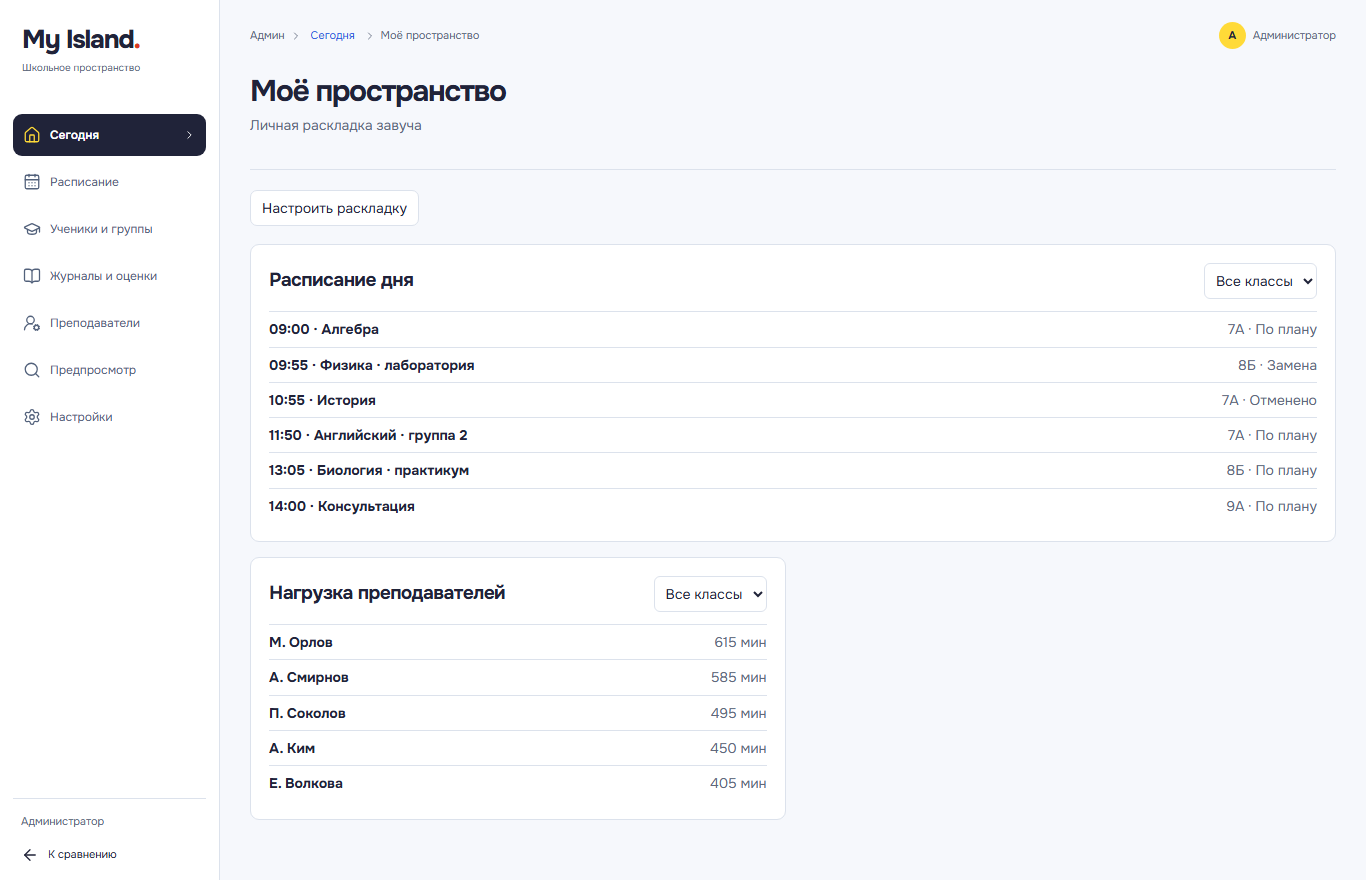 My Island.
Школьное пространство
Сегодня
Расписание
Ученики и группы
Журналы и оценки
Преподаватели
Предпросмотр
Настройки
Администратор
К сравнению
Админ
Сегодня
Моё пространство
А
Администратор
Моё пространство
Личная раскладка завуча
Настроить раскладку
Расписание дня
Все классы
09:00 · Алгебра
7А · По плану
09:55 · Физика · лаборатория
8Б · Замена
10:55 · История
7А · Отменено
11:50 · Английский · группа 2
7А · По плану
13:05 · Биология · практикум
8Б · По плану
14:00 · Консультация
9А · По плану
Нагрузка преподавателей
Все классы
М. Орлов
615 мин
А. Смирнов
585 мин
П. Соколов
495 мин
А. Ким
450 мин
Е. Волкова
405 мин